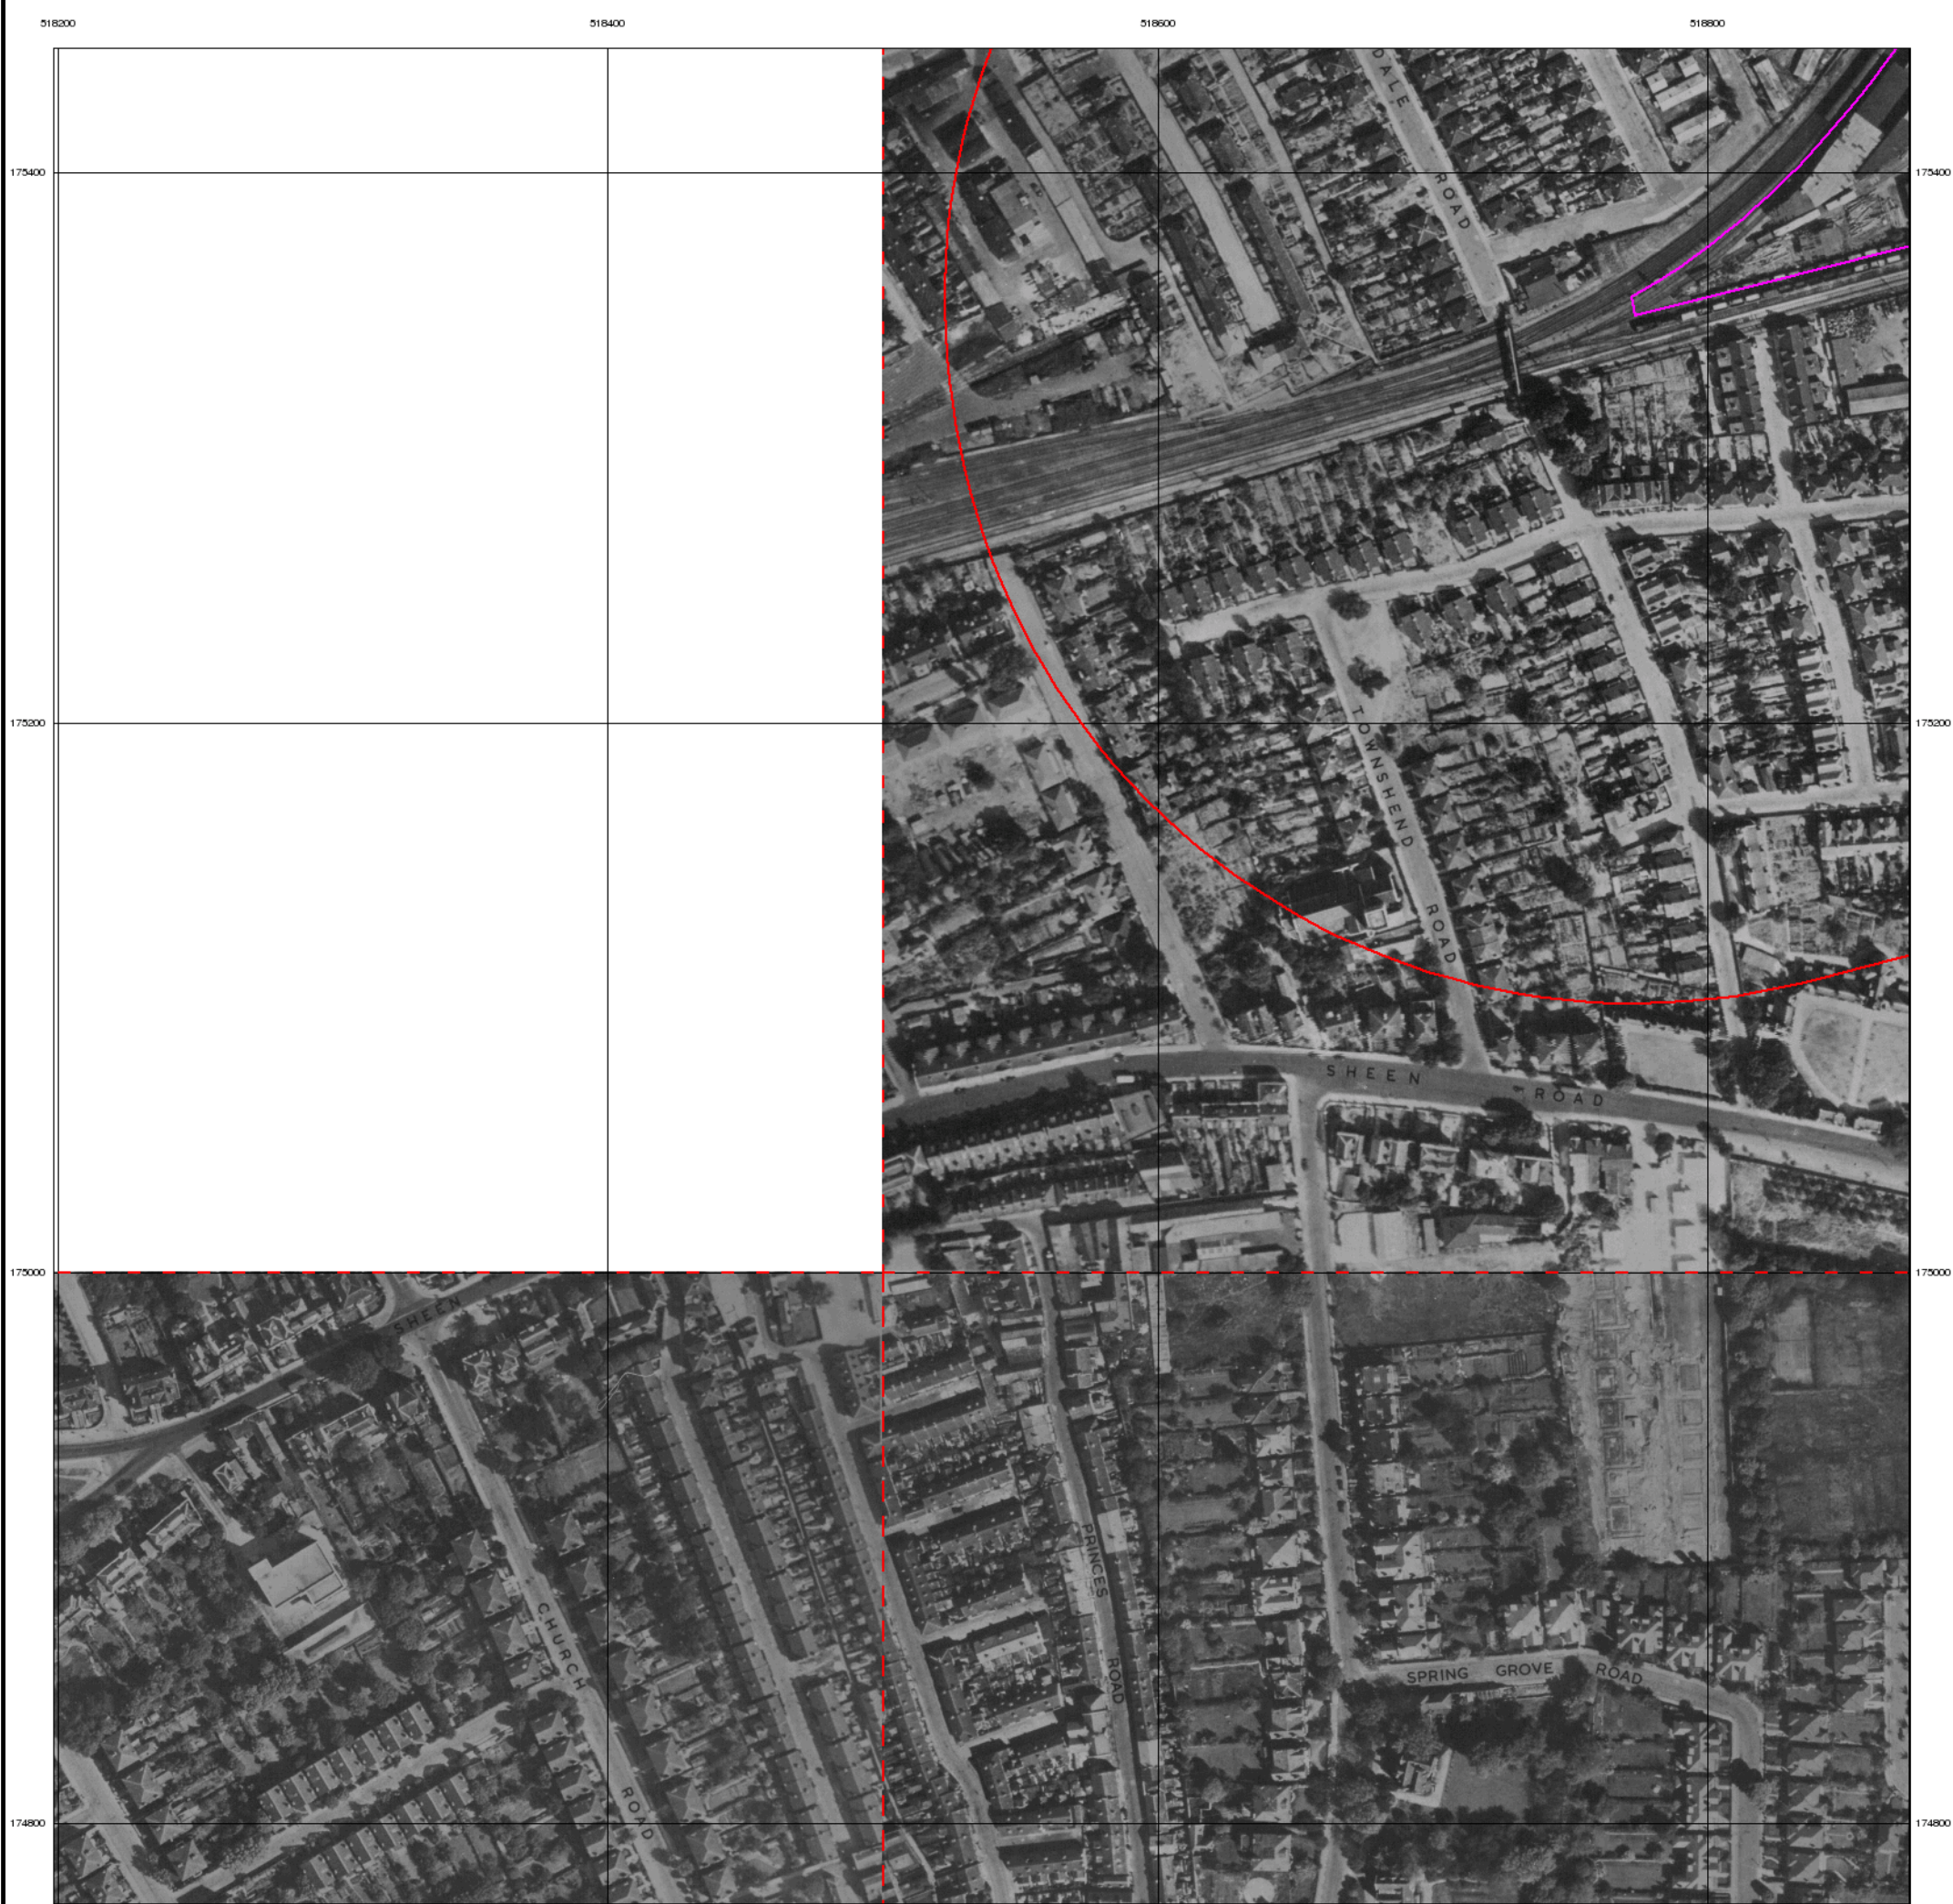 518200 518400 518600 518800
DALE ROAD
175400 175400
175200 175200
TOWNSHEND ROAD
SHEEN ROAD
175000 175000
SHEEN
PRINCES ROAD
CHURCH ROAD
SPRING GROVE ROAD
174800 174800